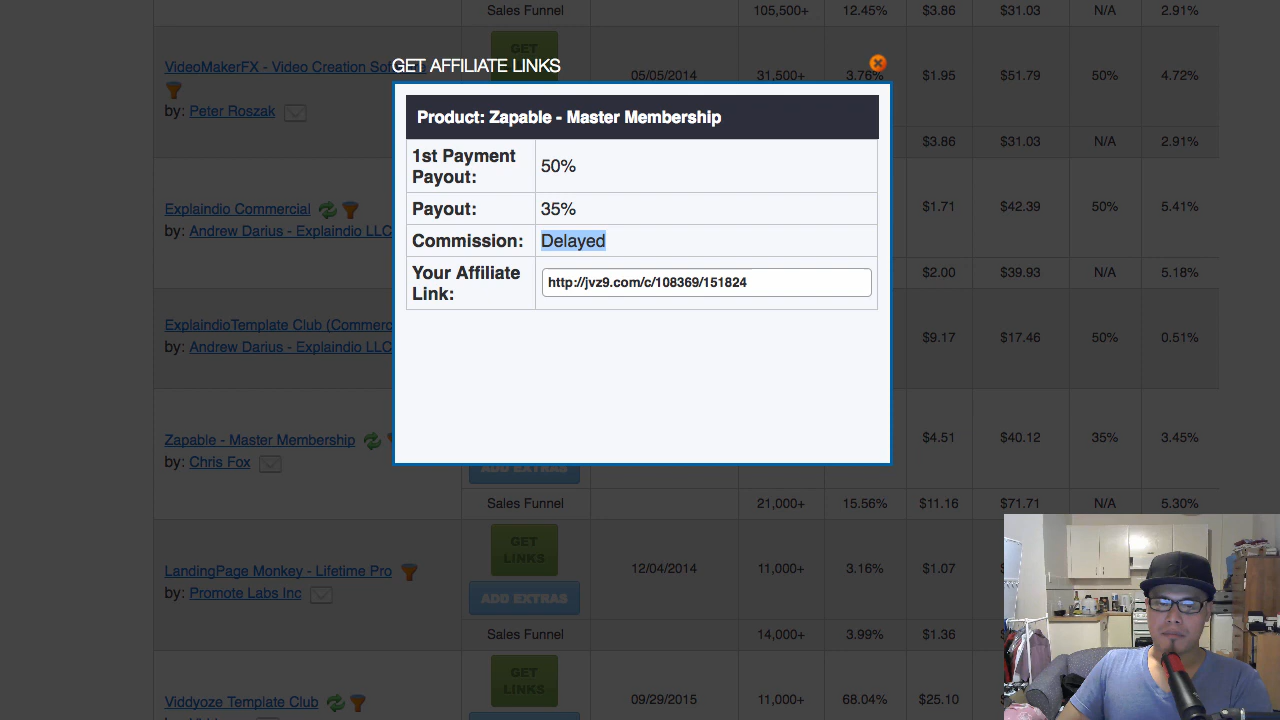 Sales Funnel 105,500+ 12.45% $3.86 $31.03 N/A 2.91%
GET
VideoMakerFX - Video Creation Sof
05/05/2014 31,500+ 3.76% $1.95 $51.79 50% 4.72%
by: Peter Roszak
$3.86 $31.03 N/A 2.91%
GET AFFILIATE LINKS
Product: Zapable - Master Membership
1st Payment
Payout: 50%
Payout: 35%
Commission: Delayed
Your Affiliate
Link: http://jvz9.com/c/108369/151824
Explaindio Commercial
by: Andrew Darius - Explaindio LLC
$1.71 $42.39 50% 5.41%
$2.00 $39.93 N/A 5.18%
ExplaindioTemplate Club (Commerc
by: Andrew Darius - Explaindio LLC
$9.17 $17.46 50% 0.51%
Zapable - Master Membership
by: Chris Fox
$4.51 $40.12 35% 3.45%
ADD EXTRAS
Sales Funnel 21,000+ 15.56% $11.16 $71.71 N/A 5.30%
GET
LINKS
LandingPage Monkey - Lifetime Pro
12/04/2014 11,000+ 3.16% $1.07
by: Promote Labs Inc
ADD EXTRAS
Sales Funnel 14,000+ 3.99% $1.36
GET
LINKS
Viddyoze Template Club
09/29/2015 11,000+ 68.04% $25.10